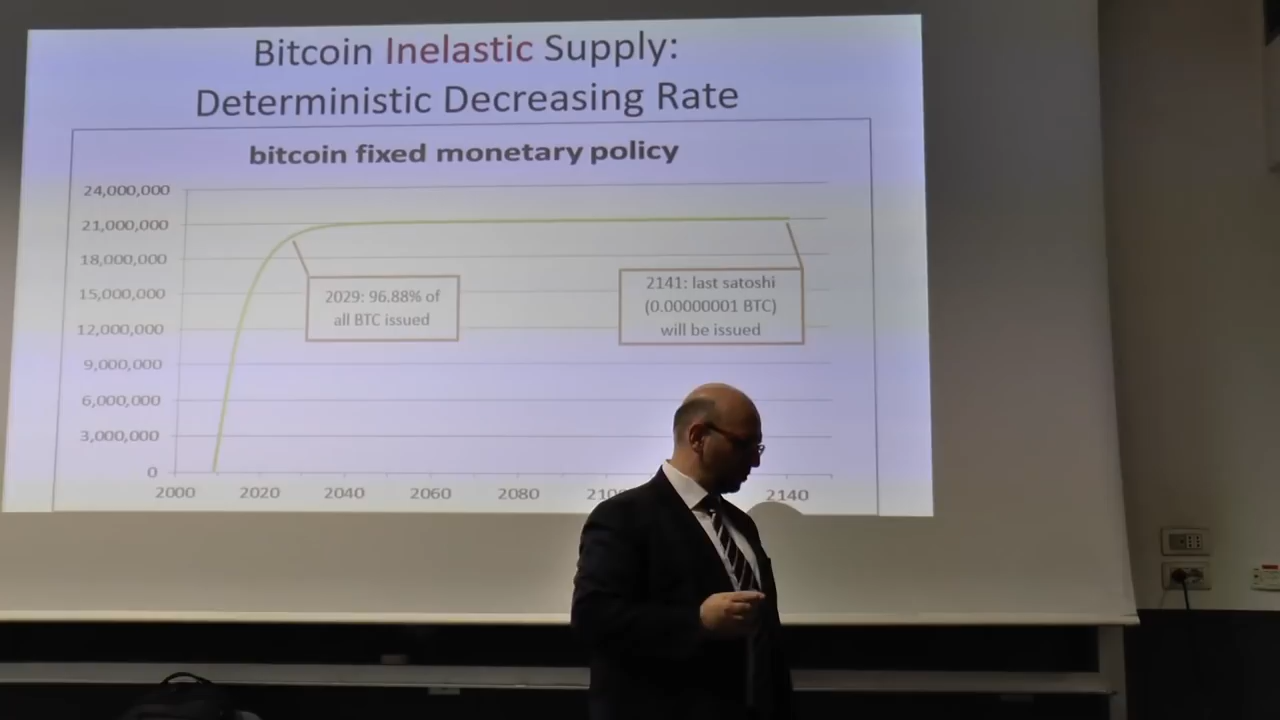 Bitcoin Inelastic Supply:
Deterministic Decreasing Rate
bitcoin fixed monetary policy
24,000,000
21,000,000
18,000,000
15,000,000
12,000,000
9,000,000
6,000,000
3,000,000
0
2029: 96.88% of
all BTC issued
2141: last satoshi
(0.00000001 BTC)
will be issued
2000 2020 2040 2060 2080 2140